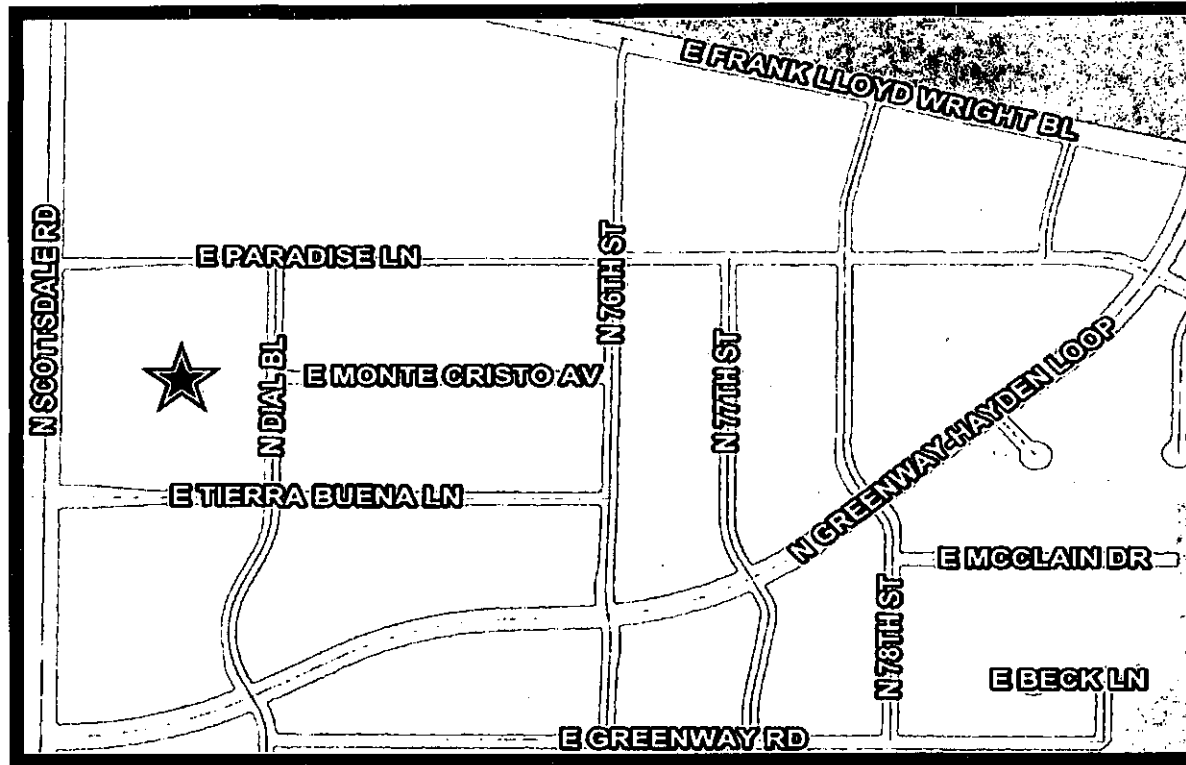 E FRANK LLOYD WRIGHT BL
N SCOTTSDALE RD
E PARADISE LN
N 76TH ST
N DIAL BL
E MONTE CRISTO AV
N 77TH ST
N GREENWAY-HAYDEN LOOP
E TIERRA BUENA LN
E MCCLAIN DR
N 78TH ST
E BECK LN
E GREENWAY RD